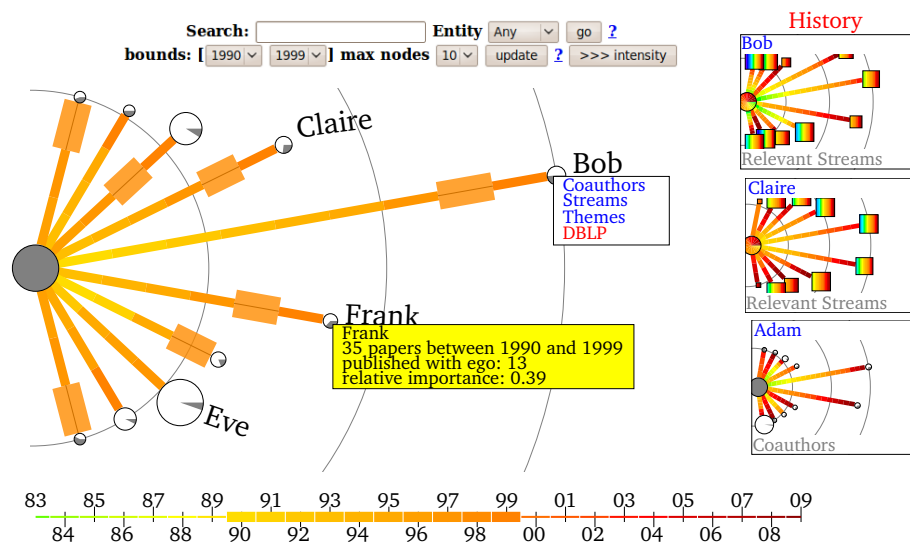 Search: Entity Any go ?
bounds: [ 1990 1999 ] max nodes 10 update ? >>> intensity
History
Bob
Relevant Streams
Claire
Relevant Streams
Adam
Coauthors
Claire
Bob
Coauthors
Streams
Themes
DBLP
Frank
Frank
35 papers between 1990 and 1999
published with ego: 13
relative importance: 0.39
Eve
83 85 87 89 91 93 95 97 99 01 03 05 07 09
84 86 88 90 92 94 96 98 00 02 04 06 08